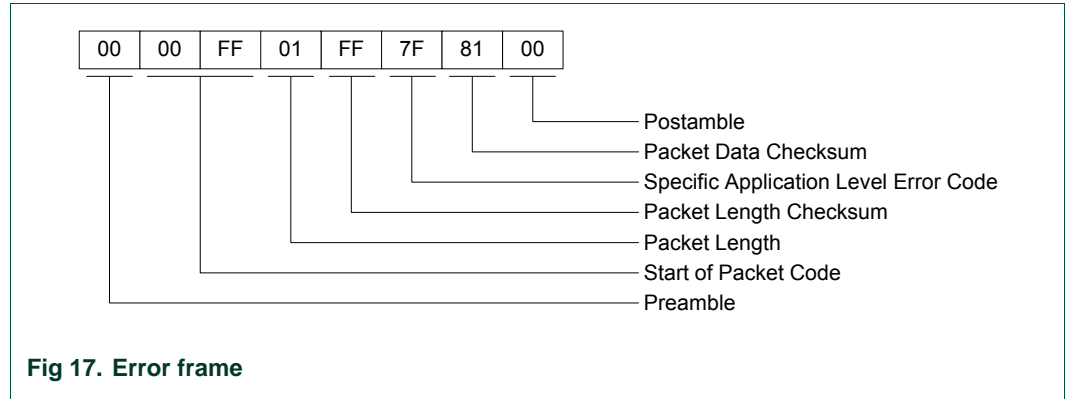 00 00 FF 01 FF 7F 81 00
Postamble
Packet Data Checksum
Specific Application Level Error Code
Packet Length Checksum
Packet Length
Start of Packet Code
Preamble
Fig 17. Error frame